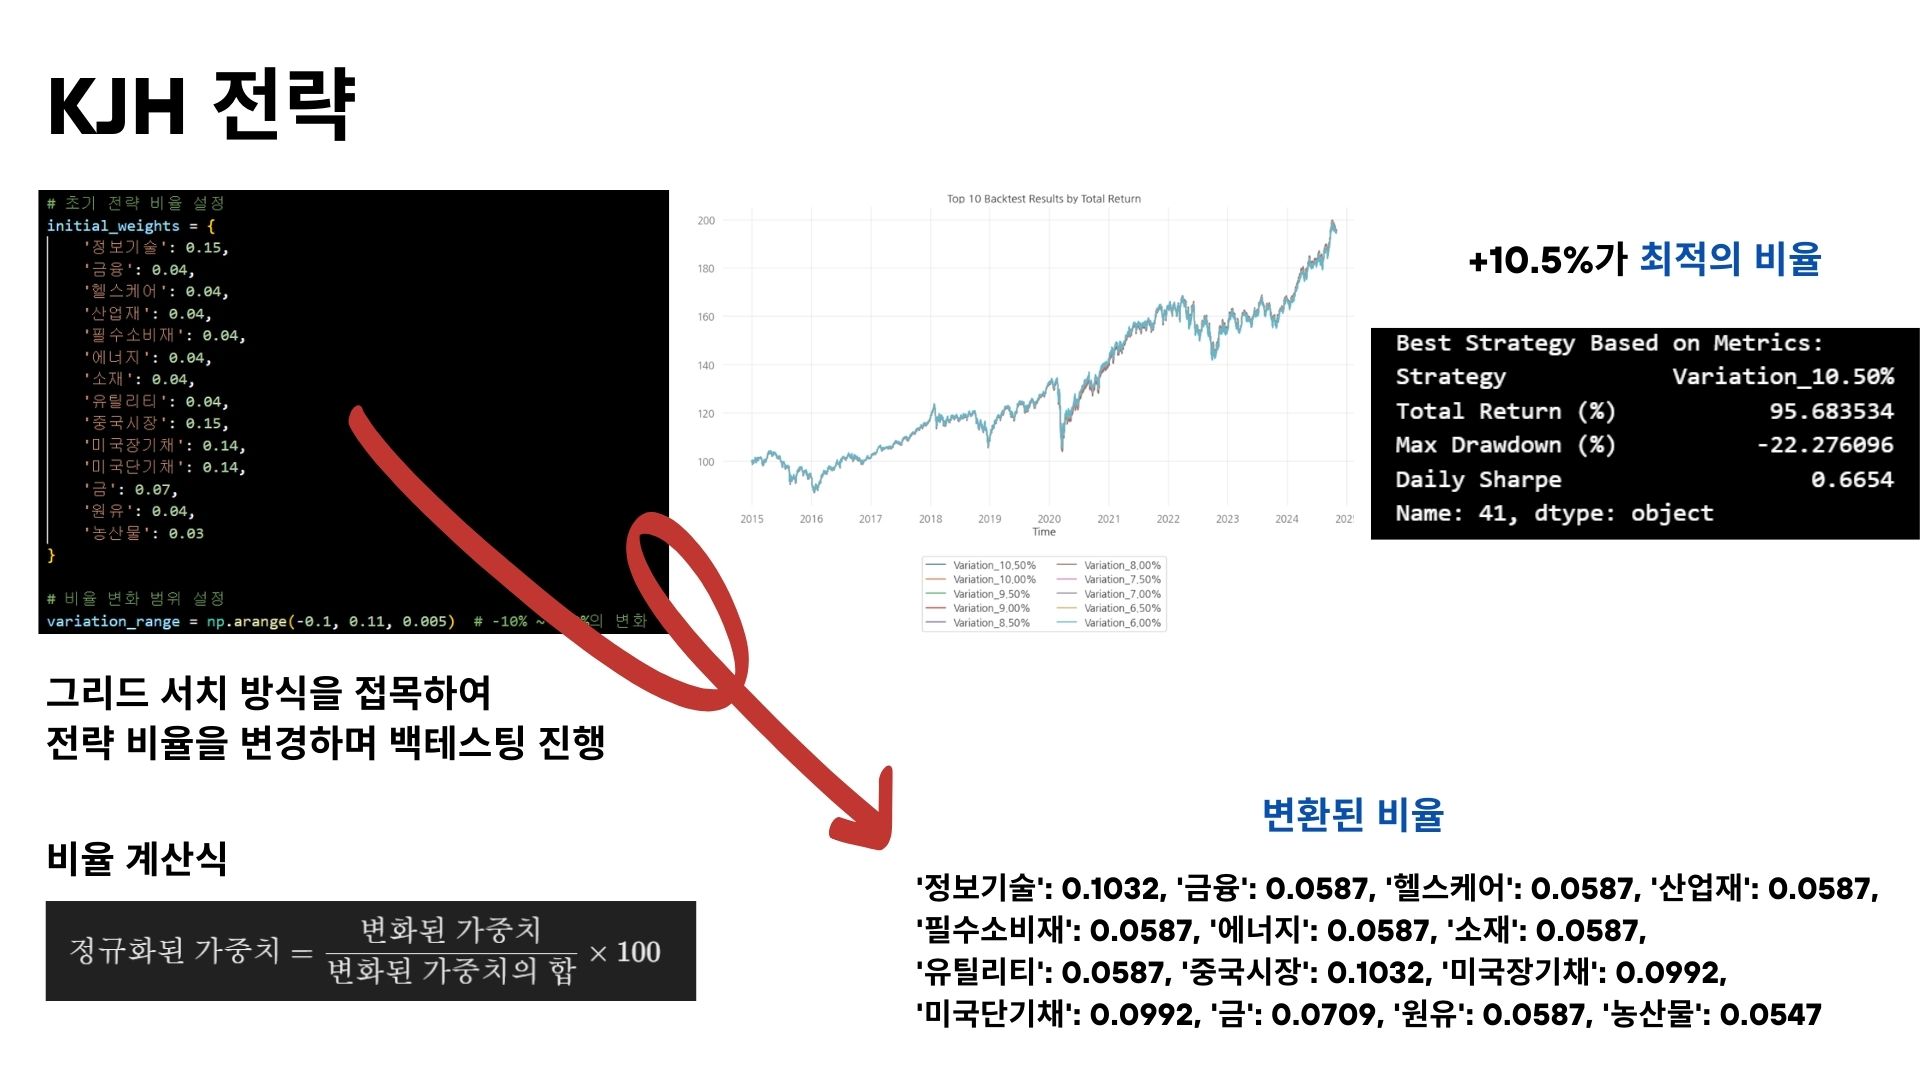 KJH 전략
# 초기 전략 비율 설정
initial_weights = {
'정보기술': 0.15,
'금융': 0.04,
'헬스케어': 0.04,
'산업재': 0.04,
'필수소비재': 0.04,
'에너지': 0.04,
'소재': 0.04,
'유틸리티': 0.04,
'중국시장': 0.15,
'미국장기채': 0.14,
'미국단기채': 0.14,
'금': 0.07,
'원유': 0.04,
'농산물': 0.03
}
# 비율 변화 범위 설정
variation_range = np.arange(-0.1, 0.11, 0.005) # -10% ~ %의 변화
그리드 서치 방식을 접목하여
전략 비율을 변경하며 백테스팅 진행
비율 계산식
정규화된 가중치 = 변화된 가중치 / 변화된 가중치의 합 × 100
Top 10 Backtest Results by Total Return
200
180
160
140
120
100
2015 2016 2017 2018 2019 2020 2021 2022 2023 2024
Time
Variation_10.50% Variation_8.00%
Variation_10.00% Variation_7.50%
Variation_9.50% Variation_7.00%
Variation_9.00% Variation_6.50%
Variation_8.50% Variation_6.00%
+10.5%가 최적의 비율
Best Strategy Based on Metrics:
Strategy Variation_10.50%
Total Return (%) 95.683534
Max Drawdown (%) -22.276096
Daily Sharpe 0.6654
Name: 41, dtype: object
변환된 비율
'정보기술': 0.1032, '금융': 0.0587, '헬스케어': 0.0587, '산업재': 0.0587,
'필수소비재': 0.0587, '에너지': 0.0587, '소재': 0.0587,
'유틸리티': 0.0587, '중국시장': 0.1032, '미국장기채': 0.0992,
'미국단기채': 0.0992, '금': 0.0709, '원유': 0.0587, '농산물': 0.0547